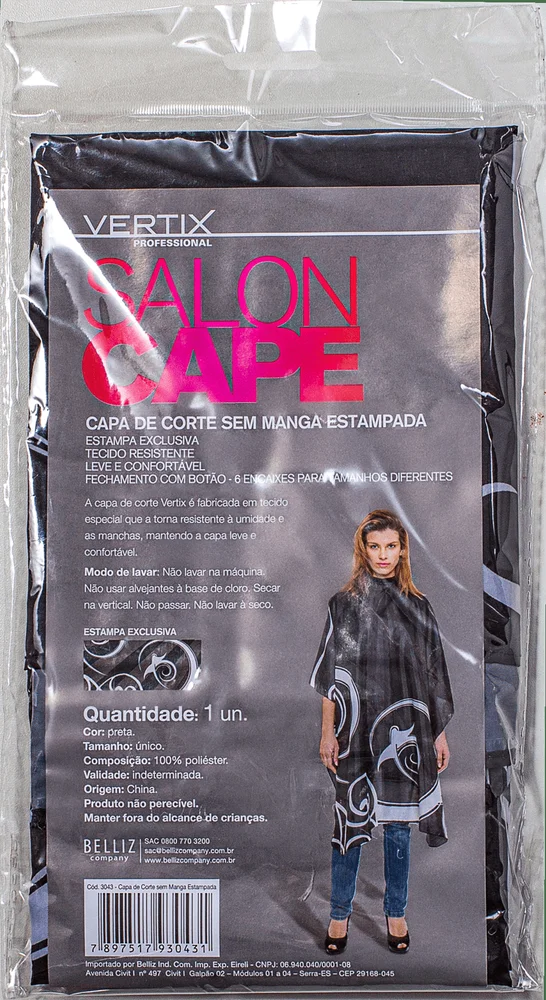 VERTIX
PROFESSIONAL
SALON
CAPE
CAPA DE CORTE SEM MANGA ESTAMPADA
ESTAMPA EXCLUSIVA
TECIDO RESISTENTE
LEVE E CONFORTÁVEL
FECHAMENTO COM BOTÃO - 6 ENCAIXES PARA TAMANHOS DIFERENTES
A capa de corte Vertix é fabricada em tecido
especial que a torna resistente à umidade e
as manchas, mantendo a capa leve e
confortável.
Modo de lavar: Não lavar na máquina.
Não usar alvejantes à base de cloro. Secar
na vertical. Não passar. Não lavar à seco.
ESTAMPA EXCLUSIVA
Quantidade: 1 un.
Cor: preta.
Tamanho: único.
Composição: 100% poliéster.
Validade: indeterminada.
Origem: China.
Produto não perecível.
Manter fora do alcance de crianças.
BELLIZ
company
SAC 0800 770 3200
sac@bellizcompany.com.br
www.bellizcompany.com.br
Cód. 3043 - Capa de Corte sem Manga Estampada
7 897517 930431
Importado por Belliz Ind. Com. Imp. Exp. Eireli - CNPJ: 06.940.040/0001-08
Avenida Civit I nº 497 Civit I Galpão 02 – Módulos 01 a 04 – Serra-ES – CEP 29168-045